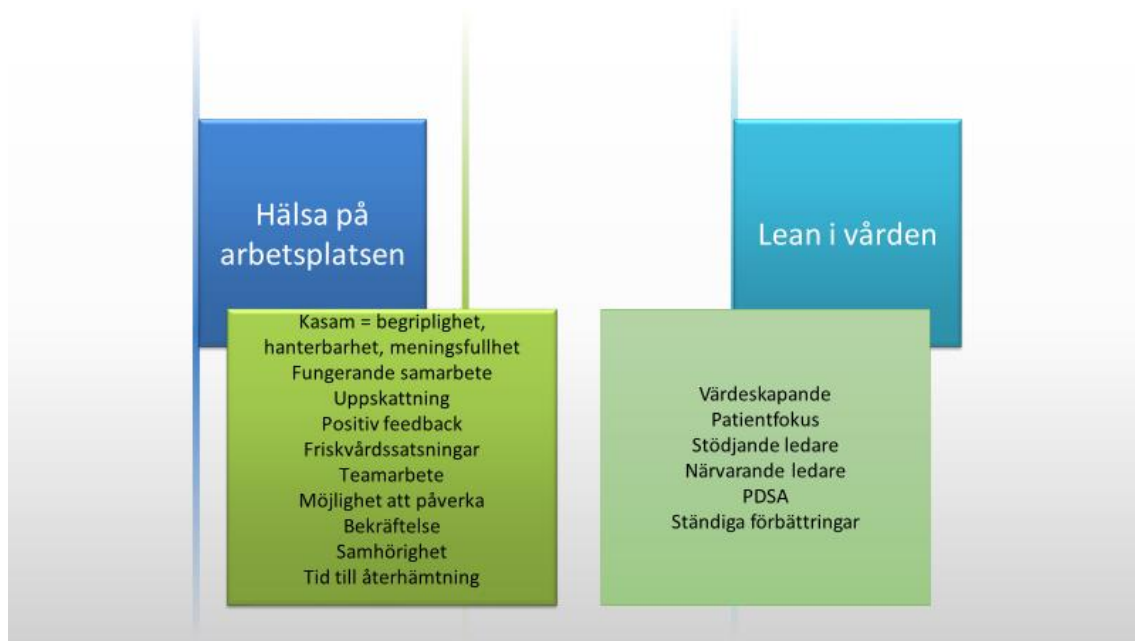 Hälsa på
arbetsplatsen
Kasam = begriplighet,
hanterbarhet, meningsfullhet
Fungerande samarbete
Uppskattning
Positiv feedback
Friskvårdssatsningar
Teamarbete
Möjlighet att påverka
Bekräftelse
Samhörighet
Tid till återhämtning
Lean i vården
Värdeskapande
Patientfokus
Stödjande ledare
Närvarande ledare
PDSA
Ständiga förbättringar